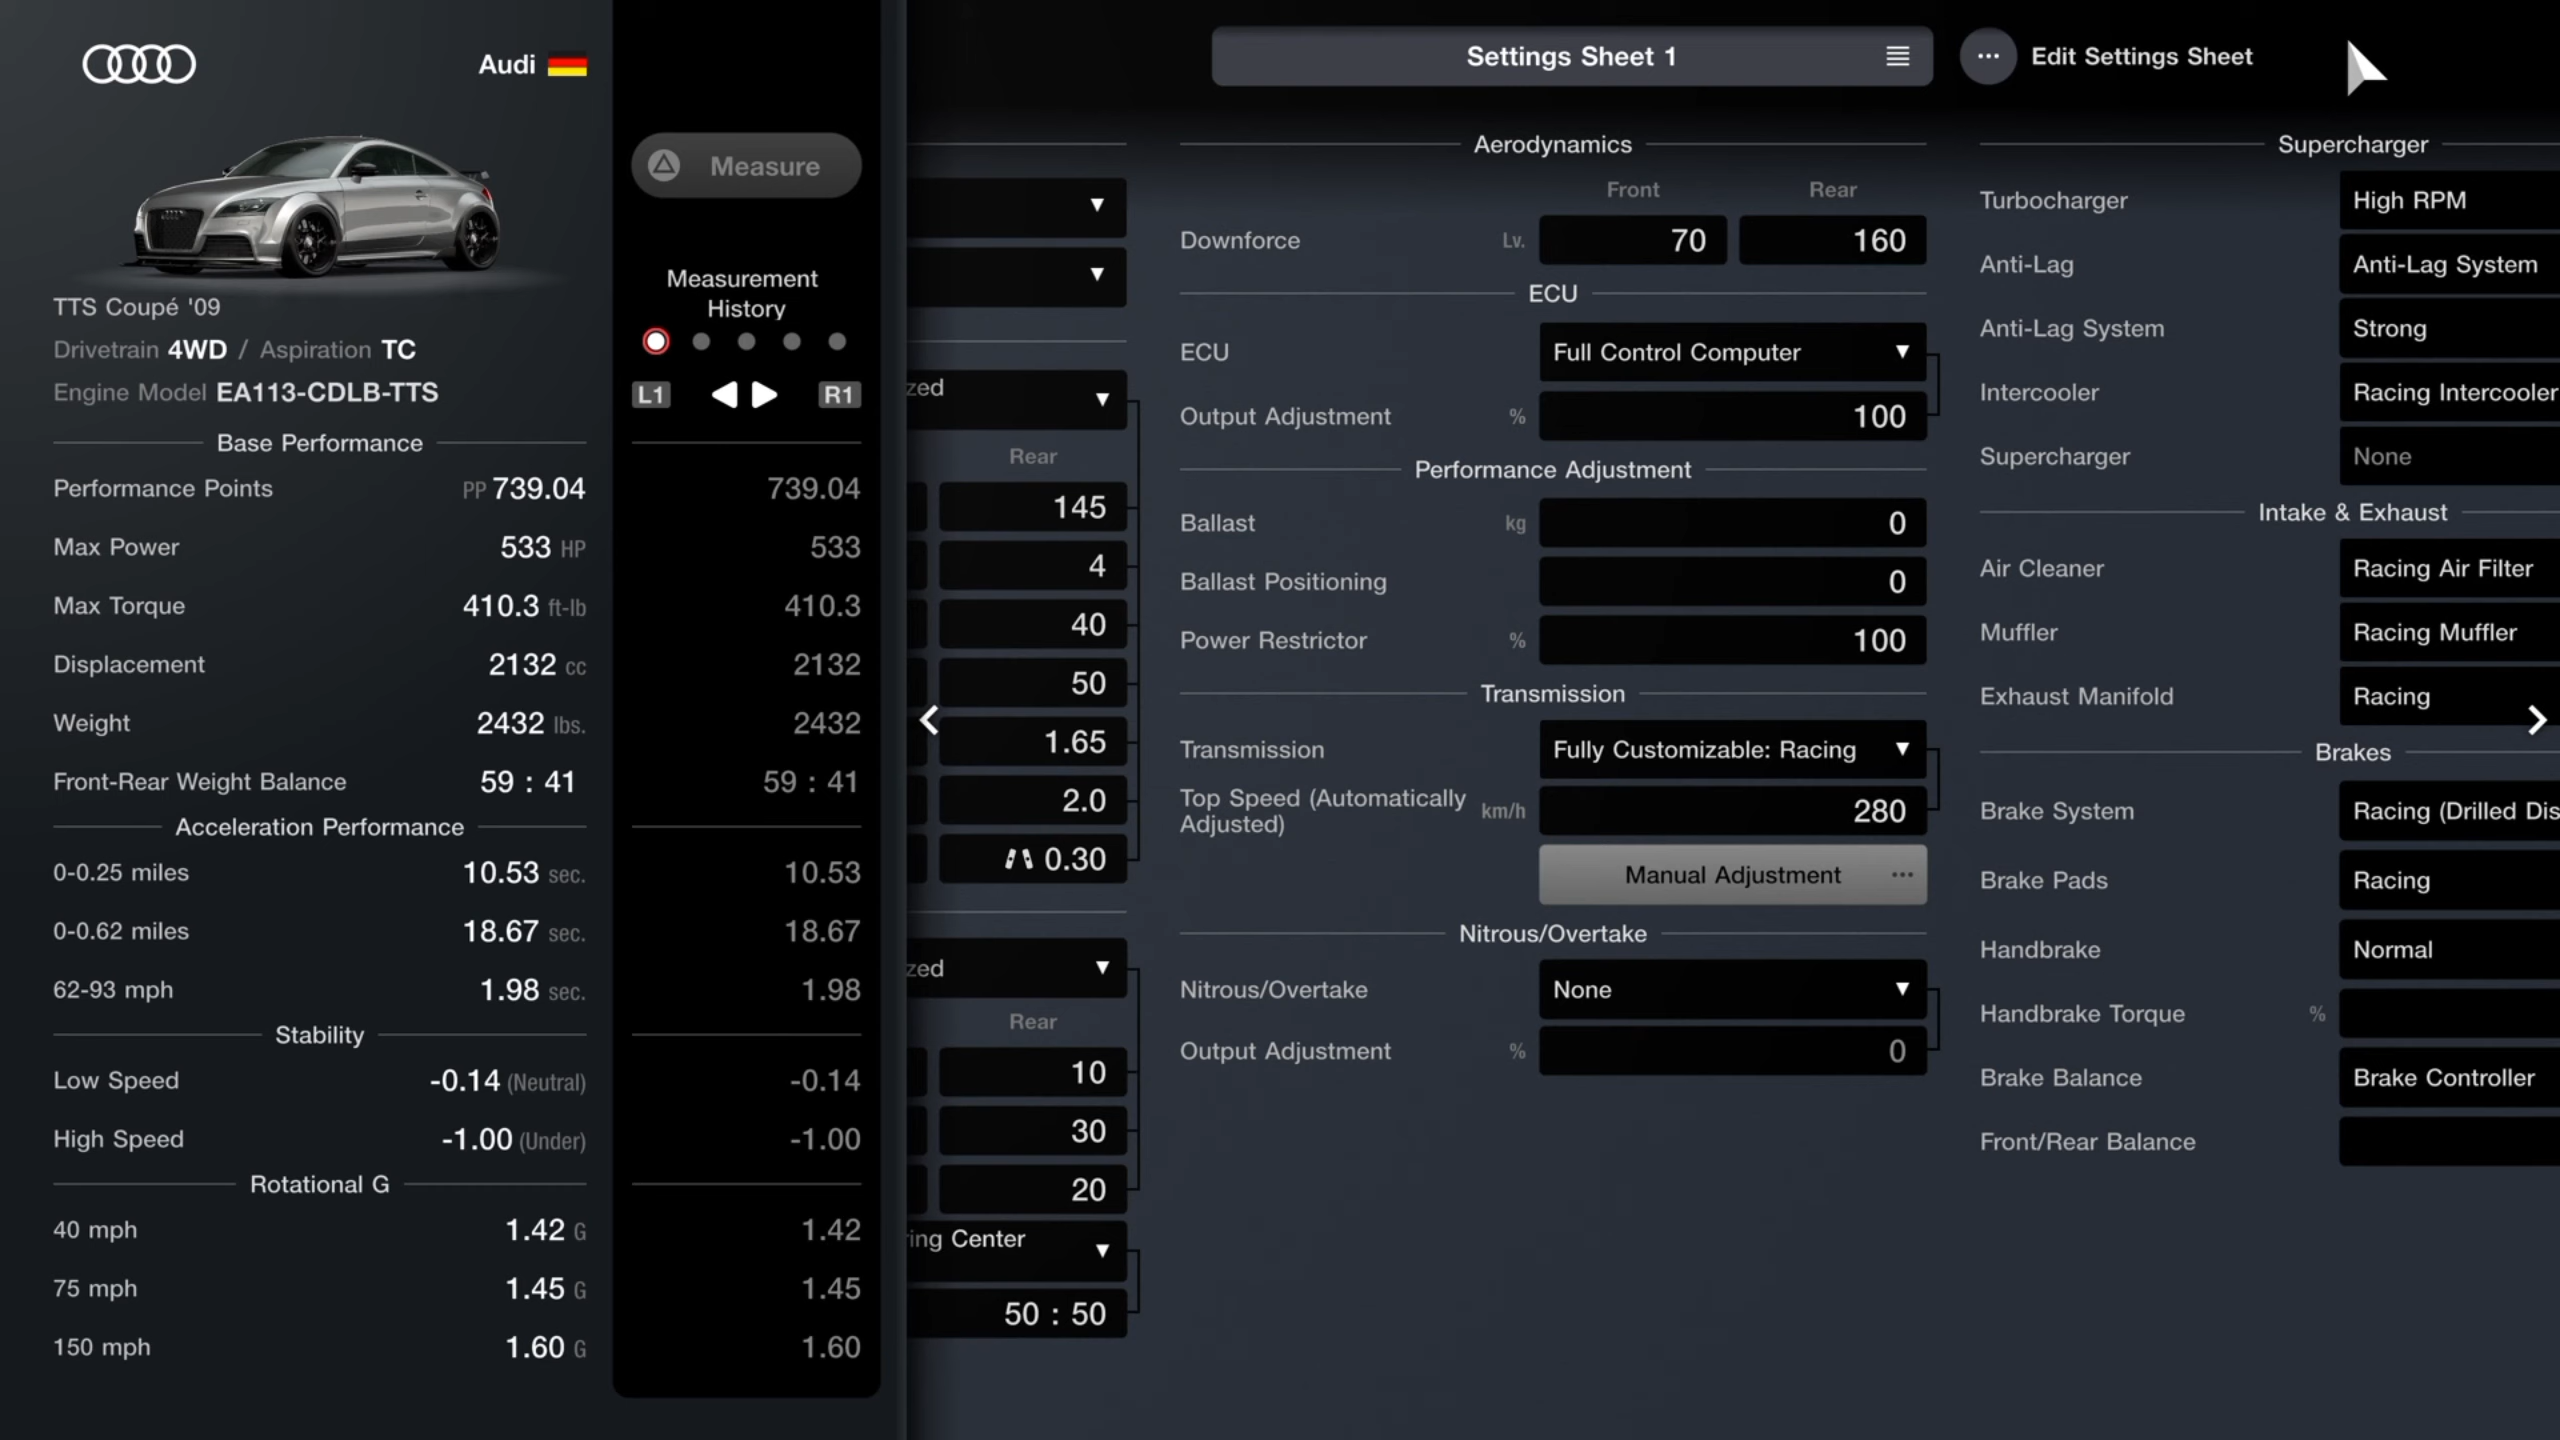 Audi
TTS Coupé '09
Drivetrain 4WD / Aspiration TC
Engine Model EA113-CDLB-TTS
Base Performance
Performance Points PP 739.04
Max Power 533 HP
Max Torque 410.3 ft-lb
Displacement 2132 cc
Weight 2432 lbs.
Front-Rear Weight Balance 59 : 41
Acceleration Performance
0-0.25 miles 10.53 sec.
0-0.62 miles 18.67 sec.
62-93 mph 1.98 sec.
Stability
Low Speed -0.14 (Neutral)
High Speed -1.00 (Under)
Rotational G
40 mph 1.42 G
75 mph 1.45 G
150 mph 1.60 G
Measure
Measurement
History
L1 R1
739.04
533
410.3
2132
2432
59 : 41
10.53
18.67
1.98
-0.14
-1.00
1.42
1.45
1.60
Settings Sheet 1
Edit Settings Sheet
zed
Rear
145
4
40
50
1.65
2.0
0.30
zed
Rear
10
30
20
ring Center
50 : 50
Aerodynamics
Front Rear
Downforce Lv. 70 160
ECU
ECU Full Control Computer
Output Adjustment % 100
Performance Adjustment
Ballast kg 0
Ballast Positioning 0
Power Restrictor % 100
Transmission
Transmission Fully Customizable: Racing
Top Speed (Automatically
Adjusted) km/h 280
Manual Adjustment ...
Nitrous/Overtake
Nitrous/Overtake None
Output Adjustment % 0
Supercharger
Turbocharger High RPM
Anti-Lag Anti-Lag System
Anti-Lag System Strong
Intercooler Racing Intercooler
Supercharger None
Intake & Exhaust
Air Cleaner Racing Air Filter
Muffler Racing Muffler
Exhaust Manifold Racing
Brakes
Brake System Racing (Drilled Dis
Brake Pads Racing
Handbrake Normal
Handbrake Torque %
Brake Balance Brake Controller
Front/Rear Balance